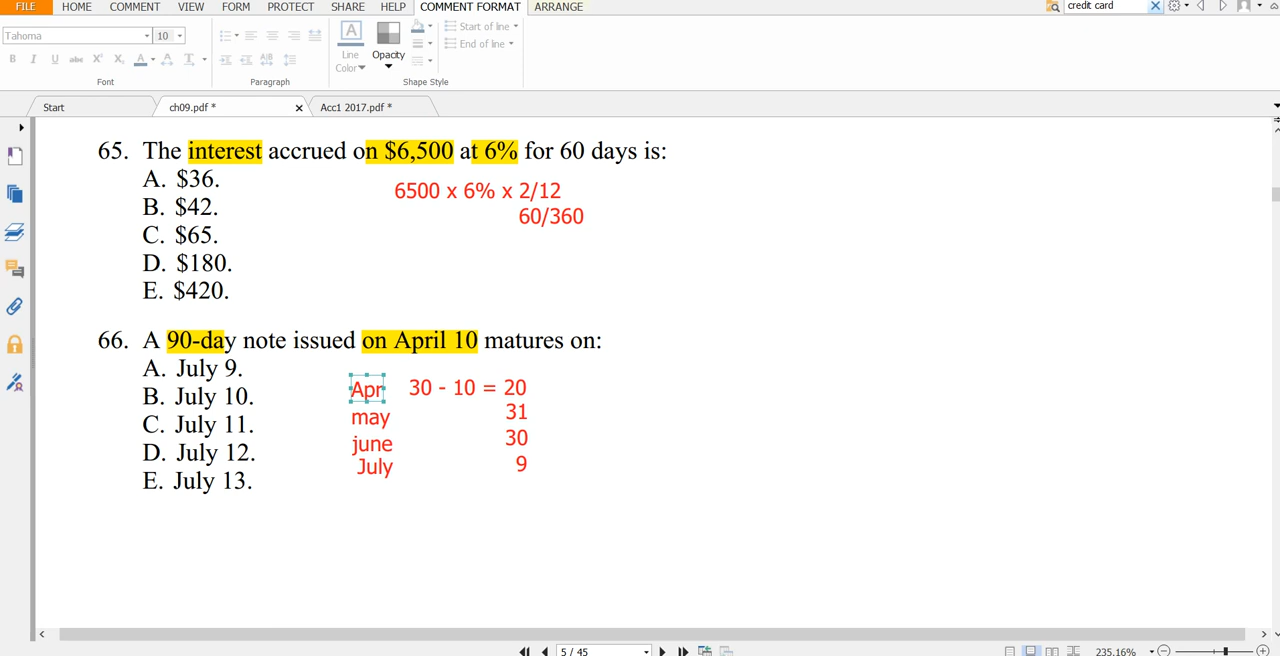 FILE HOME COMMENT VIEW FORM ORGANIZE PROTECT SHARE HELP COMMENT FORMAT ARRANGE credit card
Tahoma 10
Line Color
Opacity
Start of line
End of line
Font Paragraph Shape Style
Start ch09.pdf * Acc1 2017.pdf *
65. The interest accrued on $6,500 at 6% for 60 days is:
A. $36.
6500 x 6% x 2/12
B. $42.
60/360
C. $65.
D. $180.
E. $420.
66. A 90-day note issued on April 10 matures on:
A. July 9.
Apr 30 - 10 = 20
B. July 10.
may 31
C. July 11.
june 30
D. July 12.
July 9
E. July 13.
5 / 45
235.16%